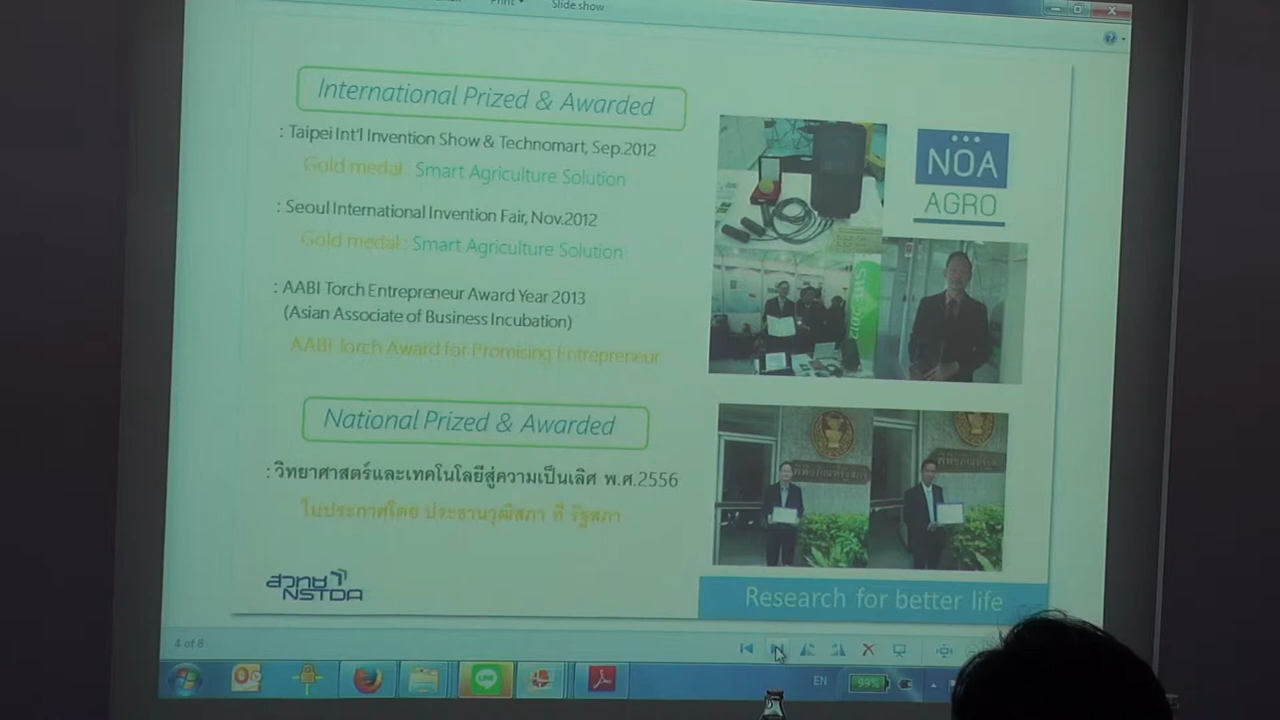 Print
Slide show
International Prized & Awarded
: Taipei Int'l Invention Show & Technomart, Sep.2012
Gold medal : Smart Agriculture Solution
: Seoul International Invention Fair, Nov.2012
Gold medal : Smart Agriculture Solution
: AABI Torch Entrepreneur Award Year 2013
(Asian Associate of Business Incubation)
AABI Torch Award for Promising Entrepreneur
NOA
AGRO
National Prized & Awarded
: วิทยาศาสตร์และเทคโนโลยีสู่ความเป็นเลิศ พ.ศ.2556
ใบประกาศโดย ประธานวุฒิสภา ที่ รัฐสภา
สวทช
NSTDA
Research for better life
4 of 8
LINE
EN
99%